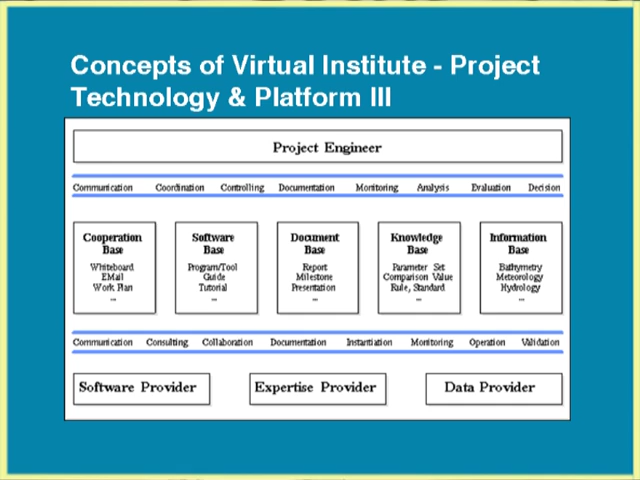 Concepts of Virtual Institute - Project
Technology & Platform III
Project Engineer
Communication Coordination Controlling Documentation Monitoring Analysis Evaluation Decision
Cooperation Software Document Knowledge Information
Base Base Base Base Base
Whiteboard Program/Tool Report Parameter Set Bathymetry
EMail Guide Milestone Comparison Value Meteorology
Work Plan Tutorial Presentation Rule, Standard Hydrology
... ... ... ... ...
Communication Consulting Collaboration Documentation Instantiation Monitoring Operation Validation
Software Provider Expertise Provider Data Provider